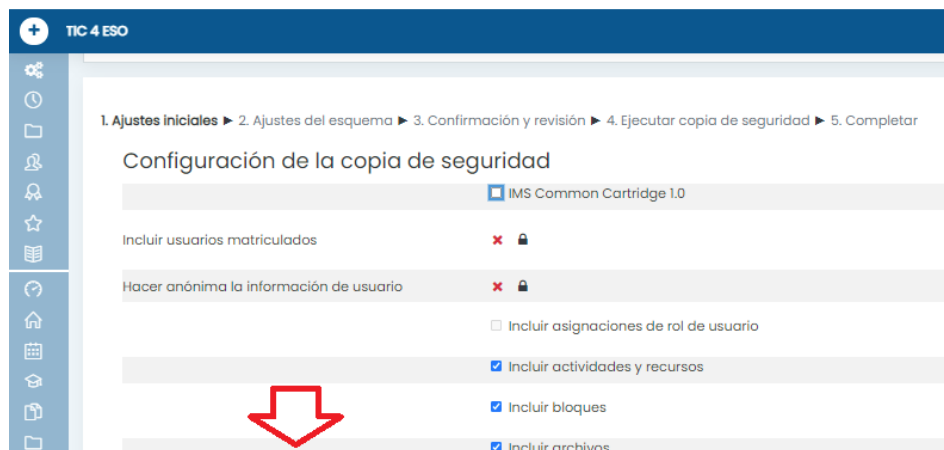 TIC 4 ESO
1. Ajustes iniciales ► 2. Ajustes del esquema ► 3. Confirmación y revisión ► 4. Ejecutar copia de seguridad ► 5. Completar
Configuración de la copia de seguridad
IMS Common Cartridge 1.0
Incluir usuarios matriculados
Hacer anónima la información de usuario
Incluir asignaciones de rol de usuario
Incluir actividades y recursos
Incluir bloques
Incluir archivos